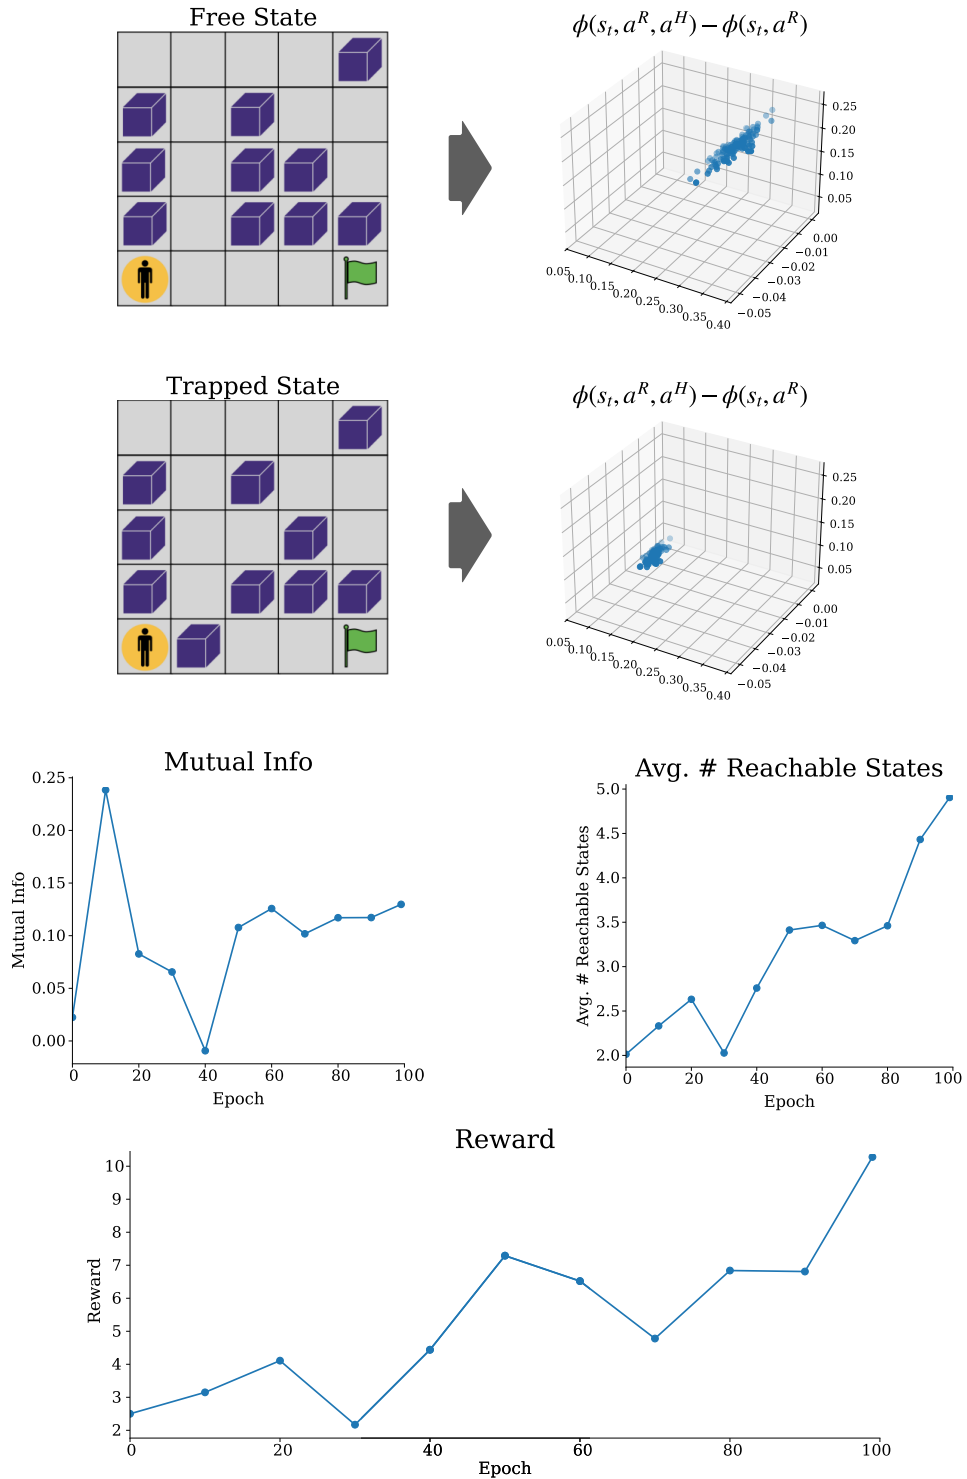 Free State
ϕ(s_t, a^R, a^H) − ϕ(s_t, a^R)
0.25
0.20
0.15
0.10
0.05
0.00
−0.01
−0.02
−0.03
−0.04
−0.05
0.05 0.10 0.15 0.20 0.25 0.30 0.35 0.40
Trapped State
ϕ(s_t, a^R, a^H) − ϕ(s_t, a^R)
0.25
0.20
0.15
0.10
0.05
0.00
−0.01
−0.02
−0.03
−0.04
−0.05
0.05 0.10 0.15 0.20 0.25 0.30 0.35 0.40
Mutual Info
Mutual Info
0.25
0.20
0.15
0.10
0.05
0.00
0 20 40 60 80 100
Epoch
Avg. # Reachable States
Avg. # Reachable States
5.0
4.5
4.0
3.5
3.0
2.5
2.0
0 20 40 60 80 100
Epoch
Reward
Reward
10
9
8
7
6
5
4
3
2
0 20 40 60 80 100
Epoch